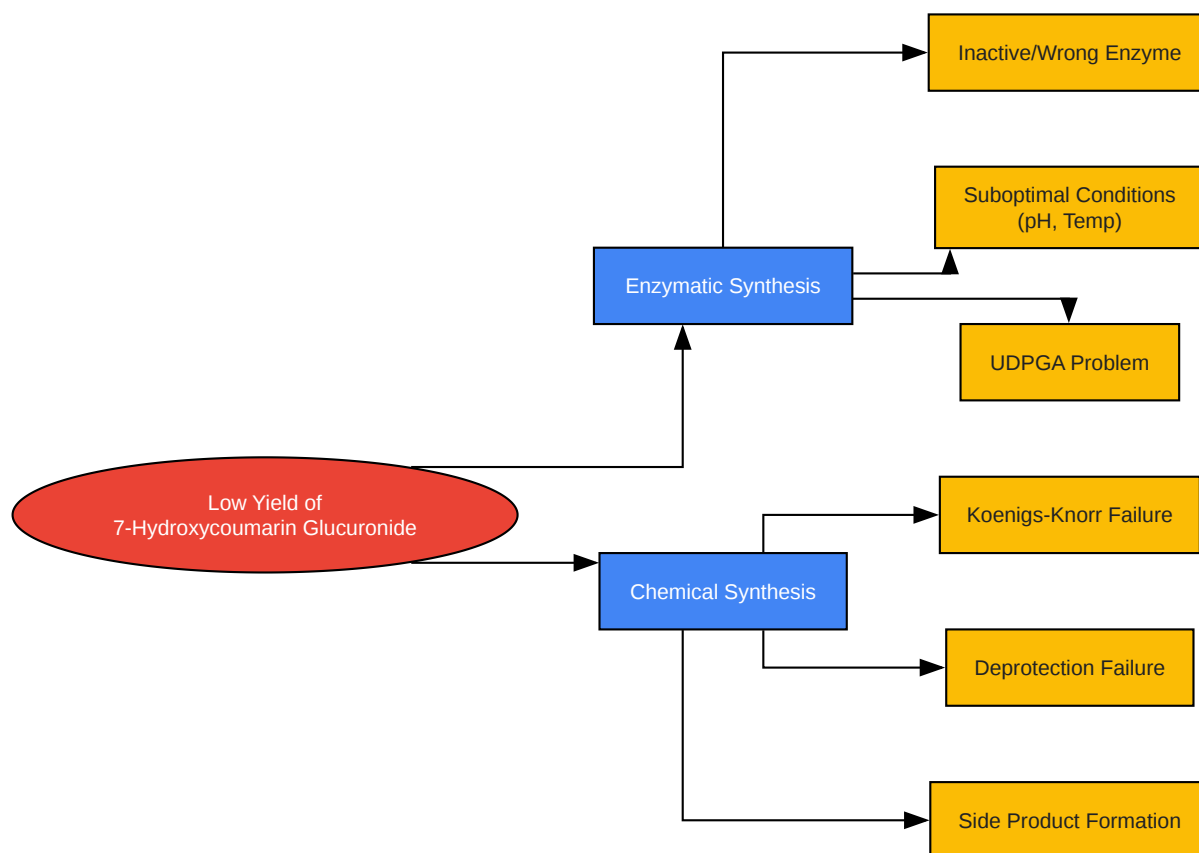 Inactive/Wrong Enzyme
Suboptimal Conditions
(pH, Temp)
Enzymatic Synthesis
UDPGA Problem
Low Yield of
7-Hydroxycoumarin Glucuronide
Koenigs-Knorr Failure
Chemical Synthesis
Deprotection Failure
Side Product Formation